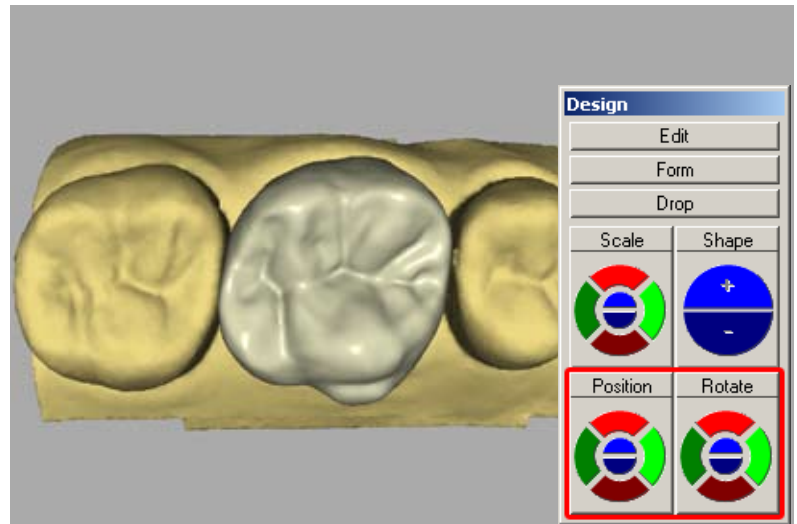 Design
Edit
Form
Drop
Scale Shape
+
-
Position Rotate